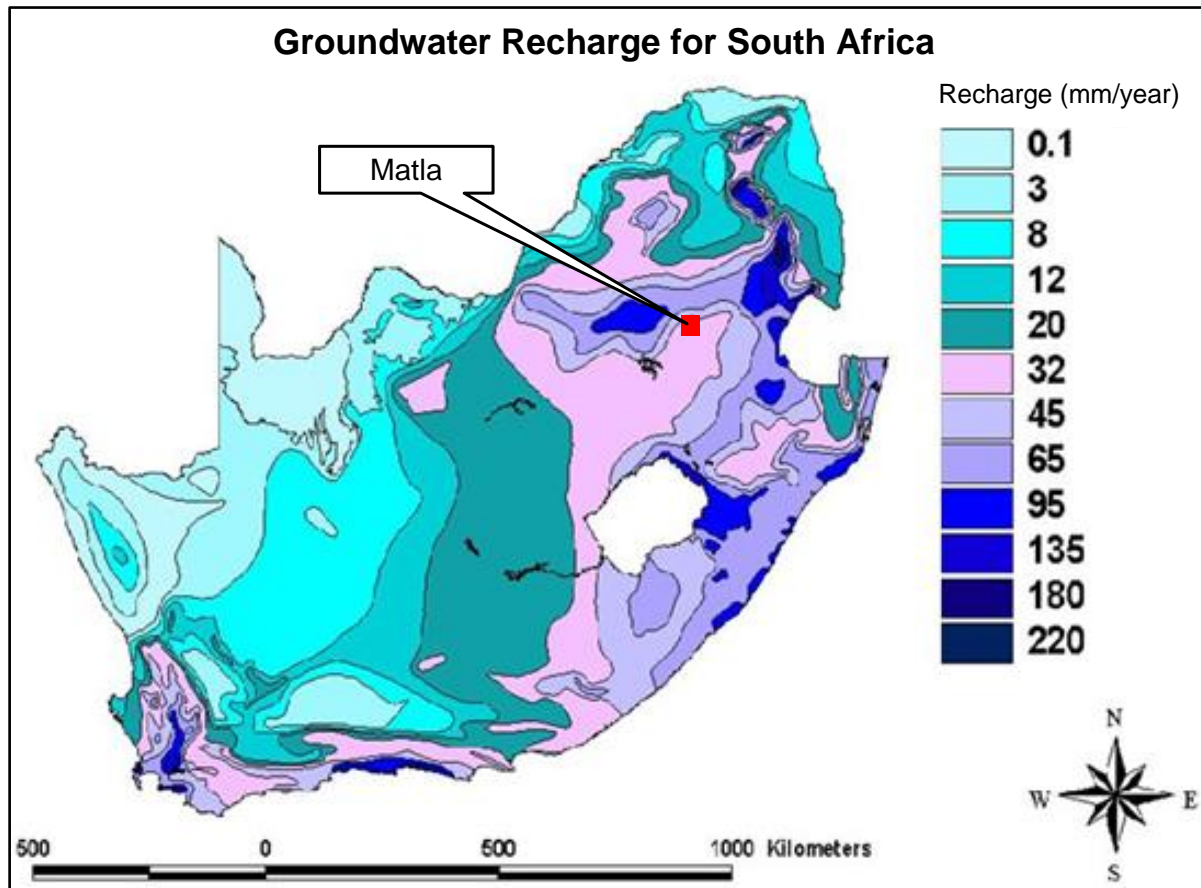 Groundwater Recharge for South Africa
Recharge (mm/year)
Matla
0.1
3
8
12
20
32
45
65
95
135
180
220
N
W E
S
500 0 500 1000 Kilometers